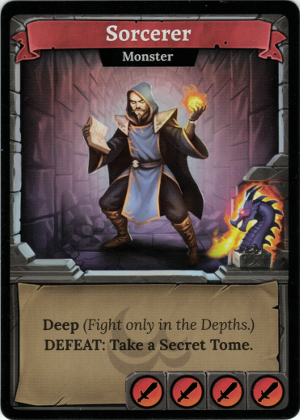 Sorcerer
Monster
Deep (Fight only in the Depths.)
DEFEAT: Take a Secret Tome.